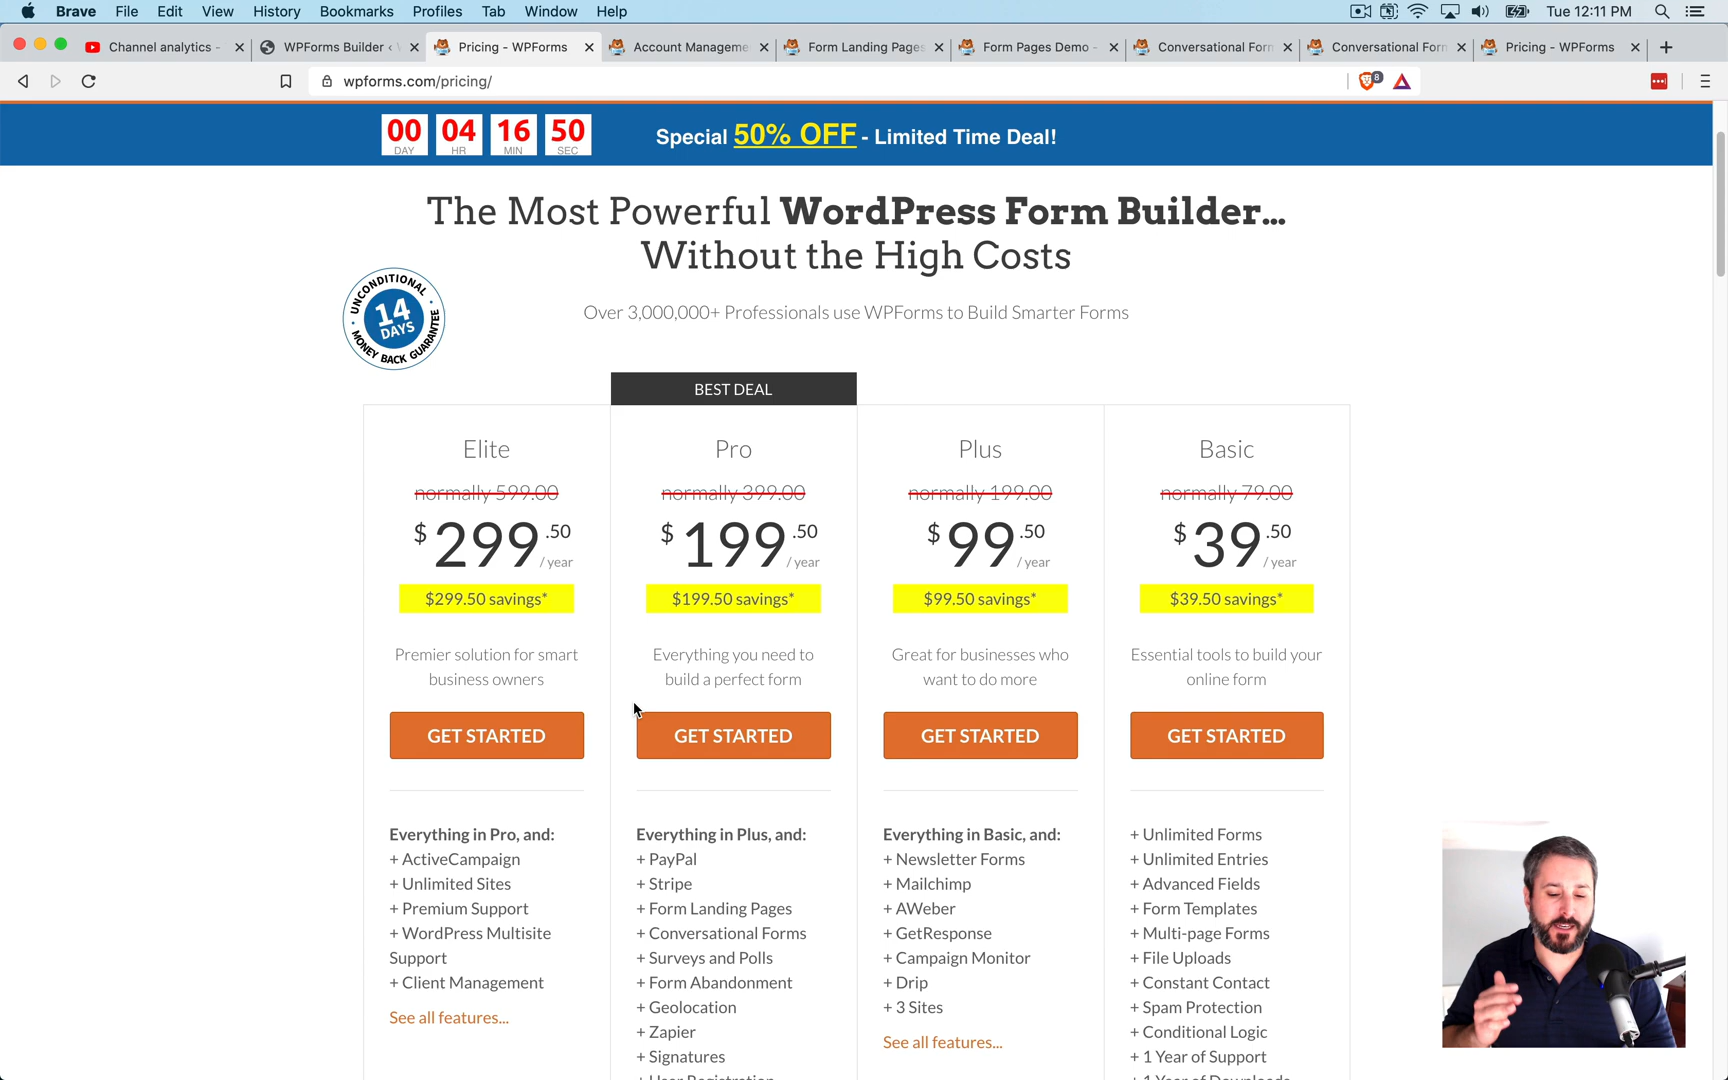 Brave File Edit View History Bookmarks Profiles Tab Window Help Tue 12:11 PM
Channel analytics - WPForms Builder ‹ Pricing - WPForms Account Manageme Form Landing Pages Form Pages Demo - Conversational Form Conversational Form Pricing - WPForms
wpforms.com/pricing/ 8
00 04 16 50
DAY HR MIN SEC
Special 50% OFF - Limited Time Deal!
The Most Powerful WordPress Form Builder...
Without the High Costs
UNCONDITIONAL
14
DAYS
MONEY BACK GUARANTEE
Over 3,000,000+ Professionals use WPForms to Build Smarter Forms
BEST DEAL
Elite
normally 599.00
$299.50 / year
$299.50 savings*
Premier solution for smart
business owners
GET STARTED
Everything in Pro, and:
+ ActiveCampaign
+ Unlimited Sites
+ Premium Support
+ WordPress Multisite
Support
+ Client Management
See all features...
Pro
normally 399.00
$199.50 / year
$199.50 savings*
Everything you need to
build a perfect form
GET STARTED
Everything in Plus, and:
+ PayPal
+ Stripe
+ Form Landing Pages
+ Conversational Forms
+ Surveys and Polls
+ Form Abandonment
+ Geolocation
+ Zapier
+ Signatures
+ User Registration
Plus
normally 199.00
$99.50 / year
$99.50 savings*
Great for businesses who
want to do more
GET STARTED
Everything in Basic, and:
+ Newsletter Forms
+ Mailchimp
+ AWeber
+ GetResponse
+ Campaign Monitor
+ Drip
+ 3 Sites
See all features...
Basic
normally 79.00
$39.50 / year
$39.50 savings*
Essential tools to build your
online form
GET STARTED
+ Unlimited Forms
+ Unlimited Entries
+ Advanced Fields
+ Form Templates
+ Multi-page Forms
+ File Uploads
+ Constant Contact
+ Spam Protection
+ Conditional Logic
+ 1 Year of Support
+ 1 Year of Downloads